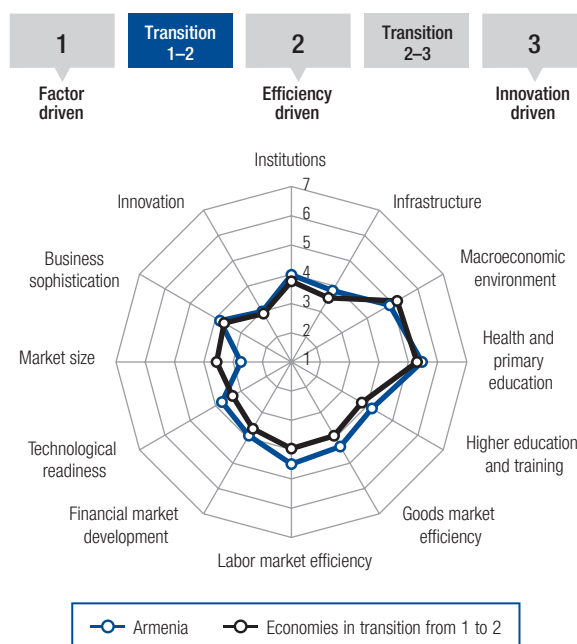 1
Transition
1–2
2
Transition
2–3
3
Factor
driven
Efficiency
driven
Innovation
driven
Institutions
7
6
5
4
3
2
1
Infrastructure
Macroeconomic
environment
Health and
primary
education
Higher education
and training
Goods market
efficiency
Labor market efficiency
Financial market
development
Technological
readiness
Market size
Business
sophistication
Innovation
Armenia
Economies in transition from 1 to 2